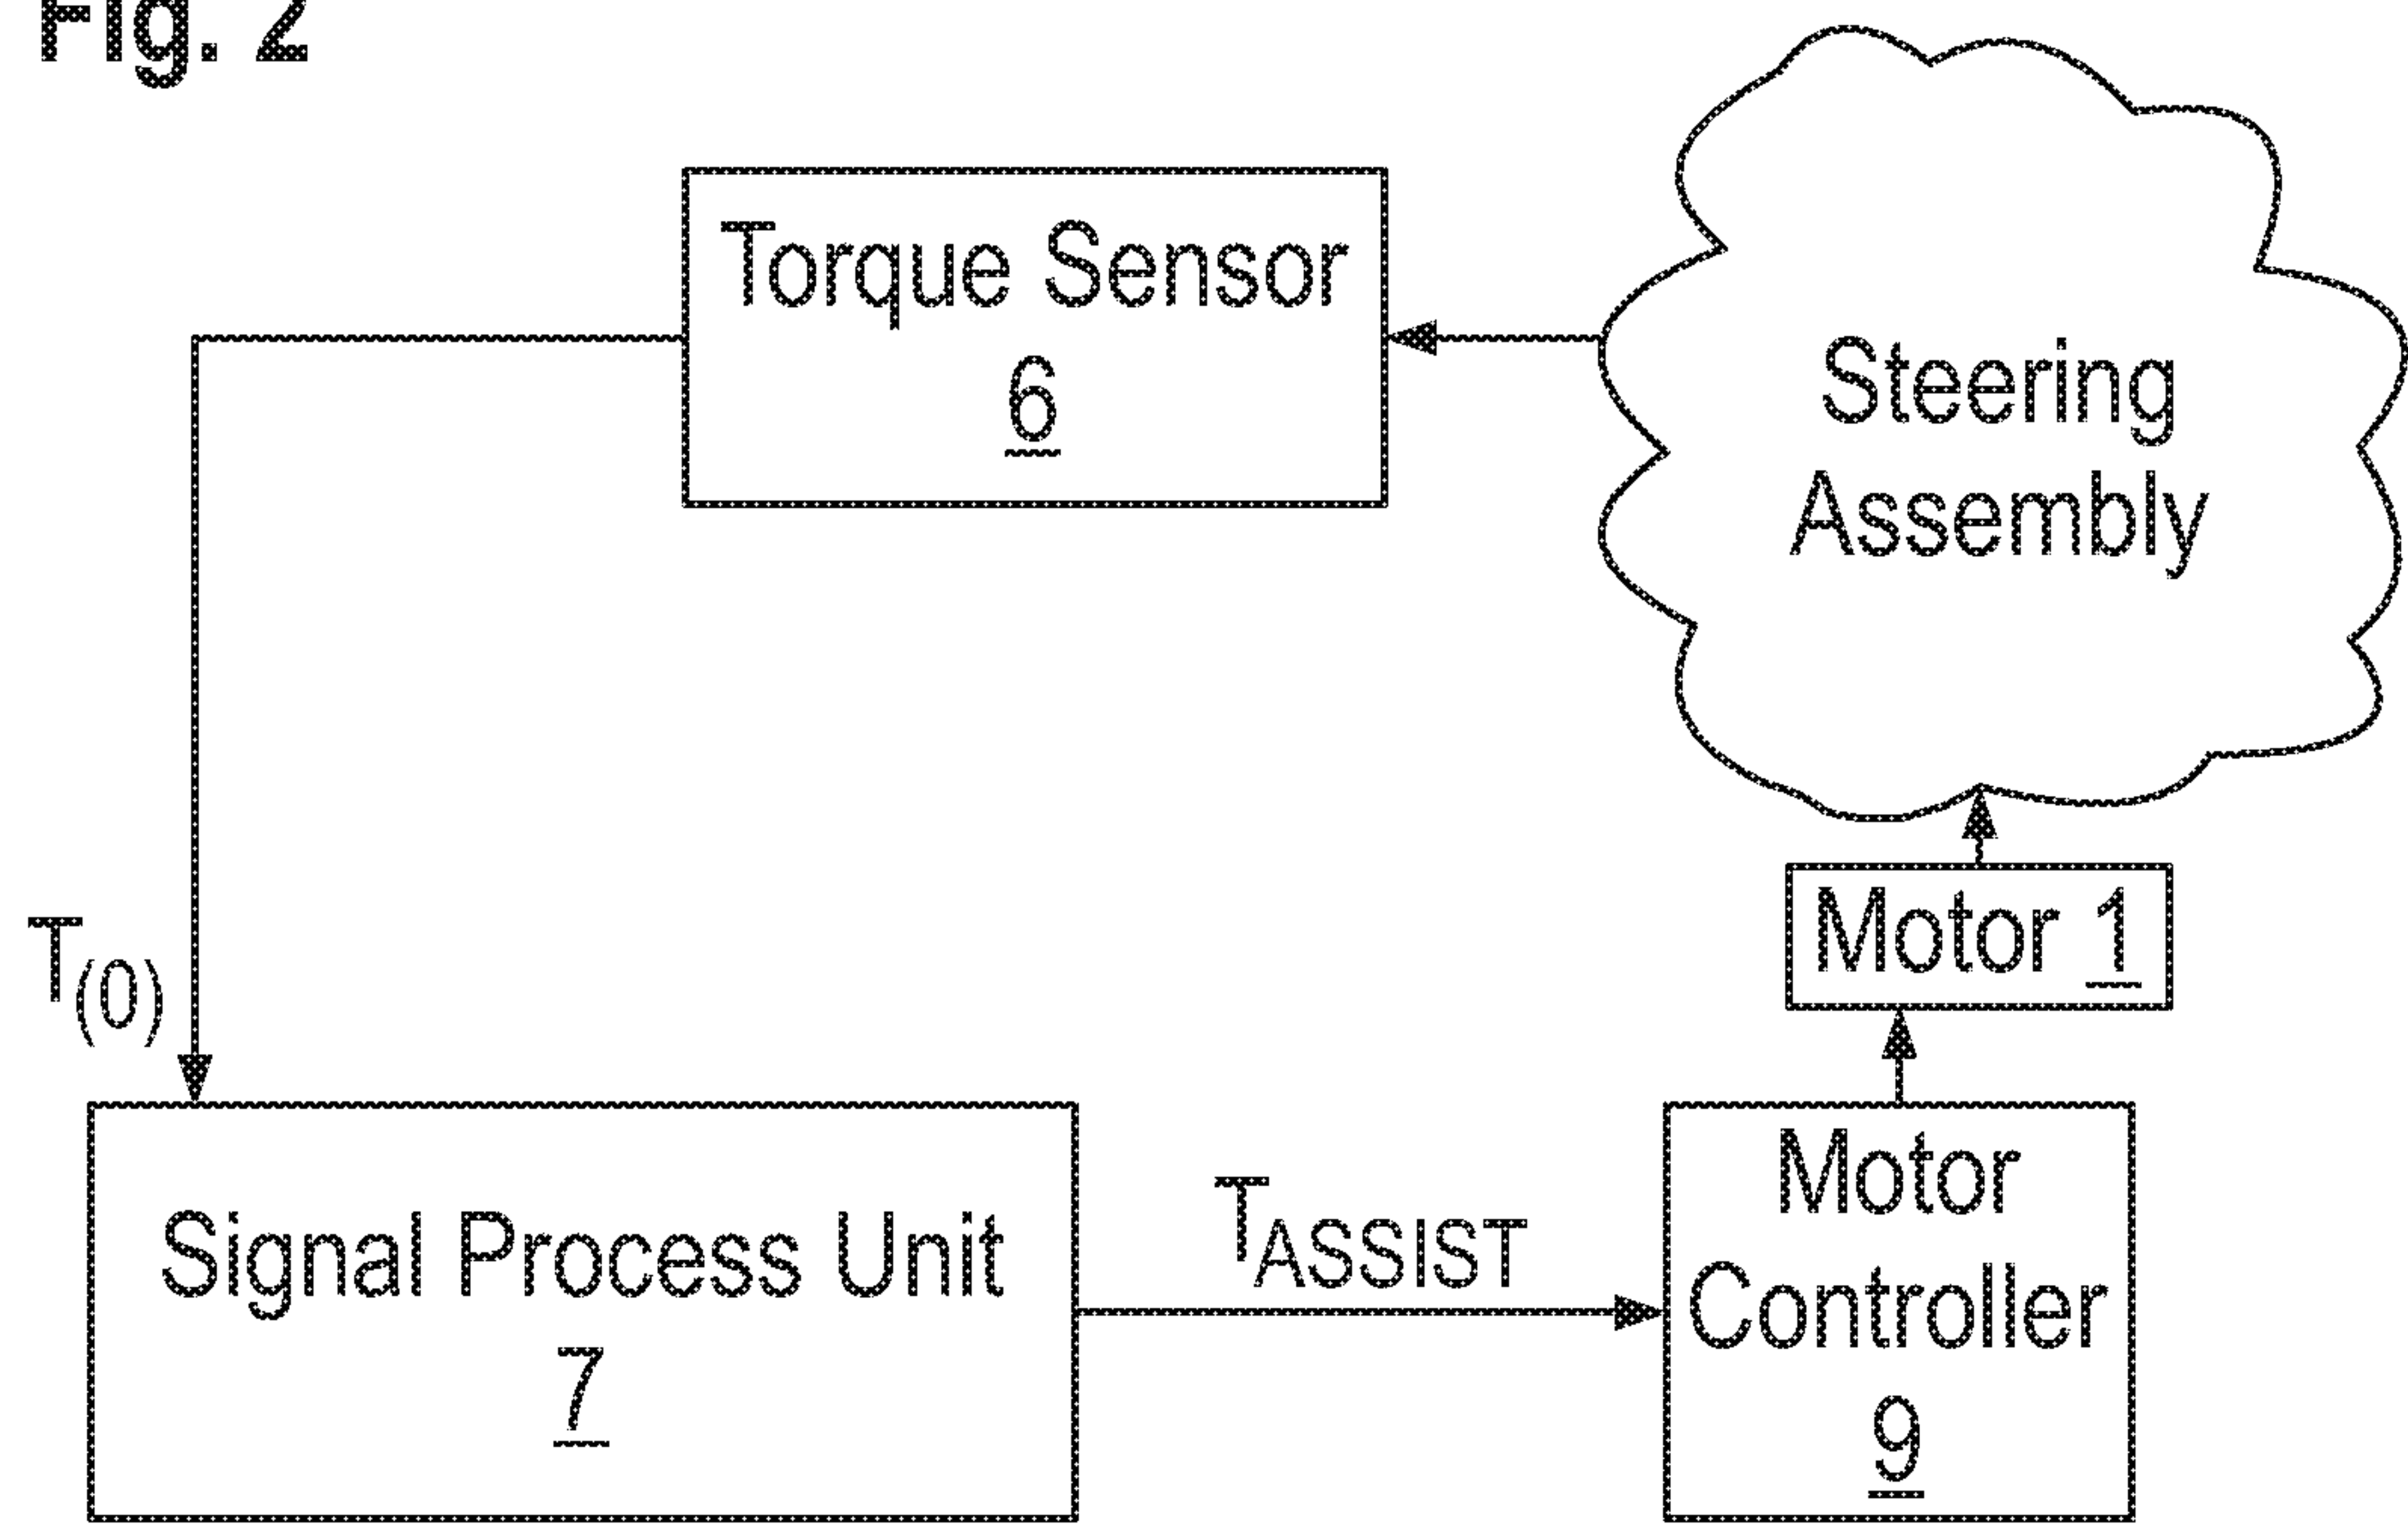 Fig. 2
Torque Sensor
6
Steering
Assembly
T(0)
Motor 1
Signal Process Unit
7
TASSIST
Motor
Controller
9